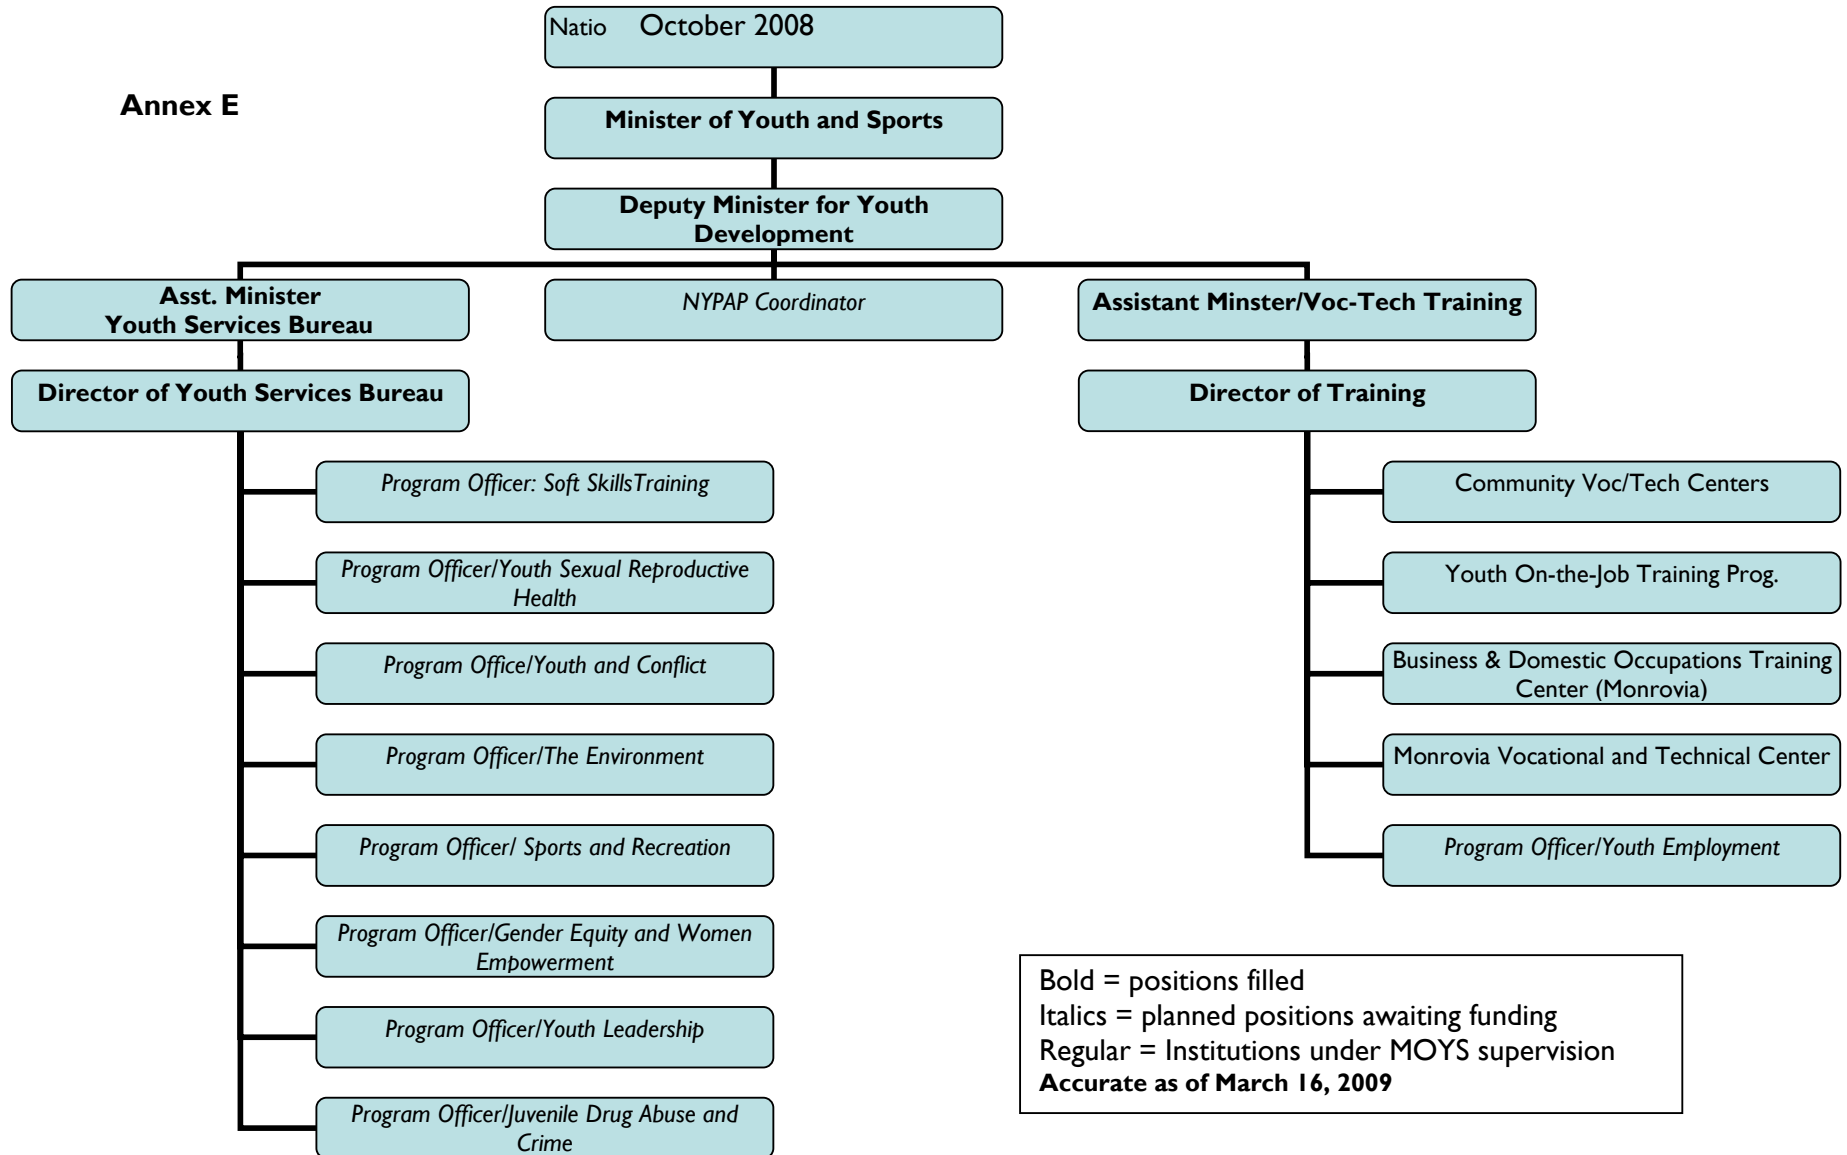 Natio October 2008
Annex E
Minister of Youth and Sports
Deputy Minister for Youth
Development
Asst. Minister
Youth Services Bureau
NYPAP Coordinator
Assistant Minster/Voc-Tech Training
Director of Youth Services Bureau
Director of Training
Program Officer: Soft SkillsTraining
Program Officer/Youth Sexual Reproductive
Health
Program Office/Youth and Conflict
Program Officer/The Environment
Program Officer/ Sports and Recreation
Program Officer/Gender Equity and Women
Empowerment
Program Officer/Youth Leadership
Program Officer/Juvenile Drug Abuse and
Crime
Community Voc/Tech Centers
Youth On-the-Job Training Prog.
Business & Domestic Occupations Training
Center (Monrovia)
Monrovia Vocational and Technical Center
Program Officer/Youth Employment
Bold = positions filled
Italics = planned positions awaiting funding
Regular = Institutions under MOYS supervision
Accurate as of March 16, 2009